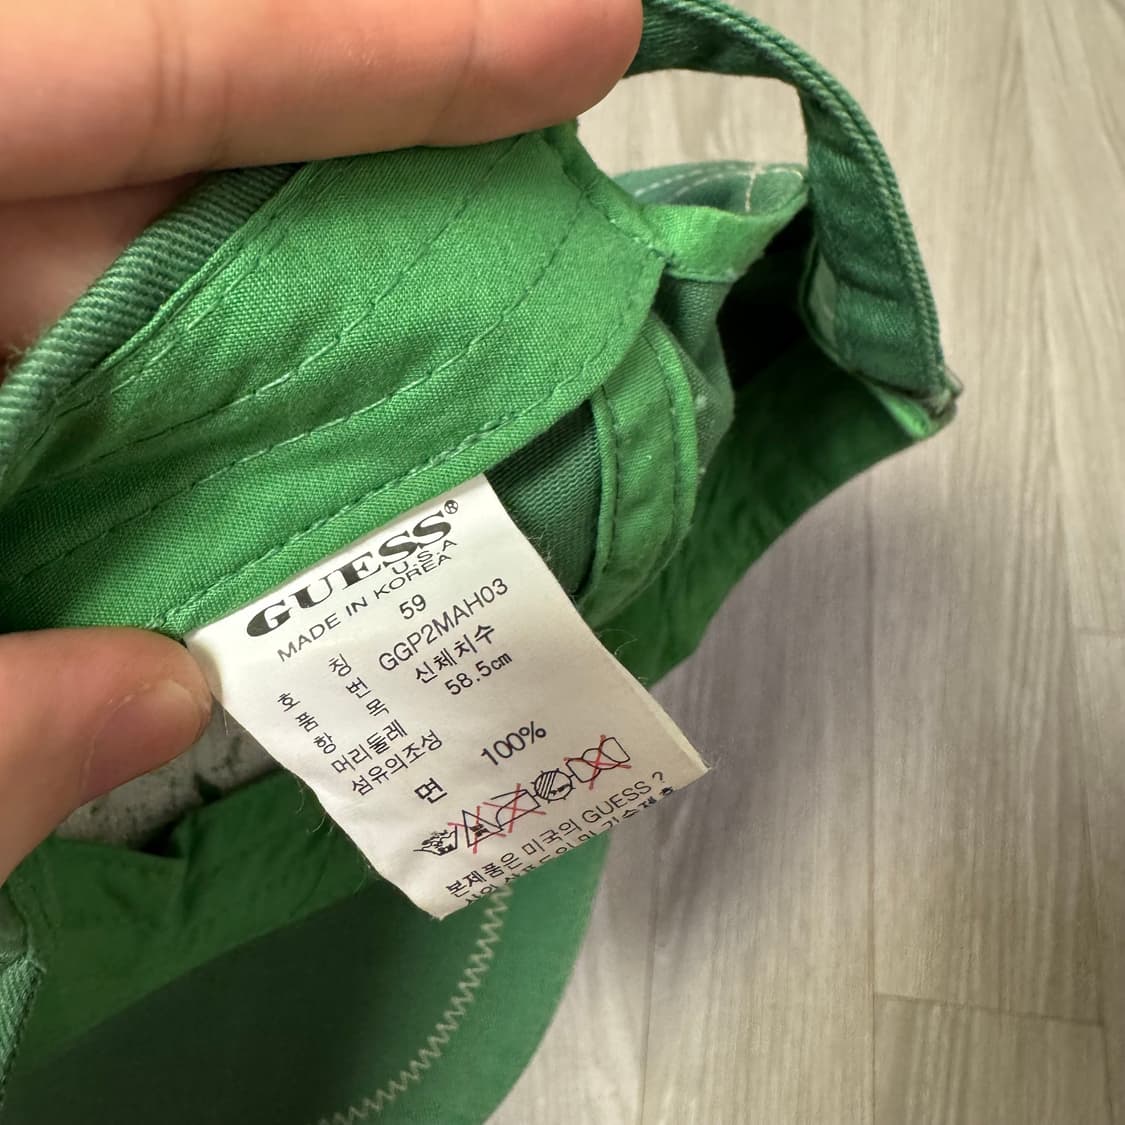 GUESS®
U.S.A
MADE IN KOREA
호 칭 59
품 번 GGP2MAH03
항 목 신체치수
머리둘레 58.5cm
섬유의조성
면 100%
본제품은 미국의 GUESS ?